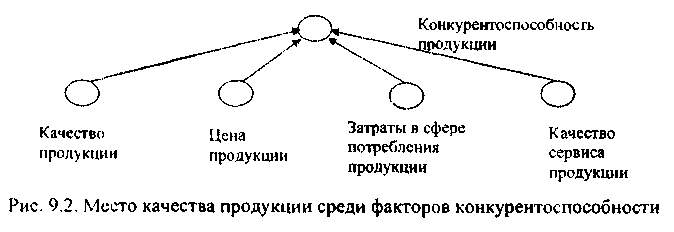 Конкурентоспособность
продукции
Качество
продукции
Цена
продукции
Затраты в сфере
потребления
продукции
Качество
сервиса
продукции
Рис. 9.2. Место качества продукции среди факторов конкурентоспособности